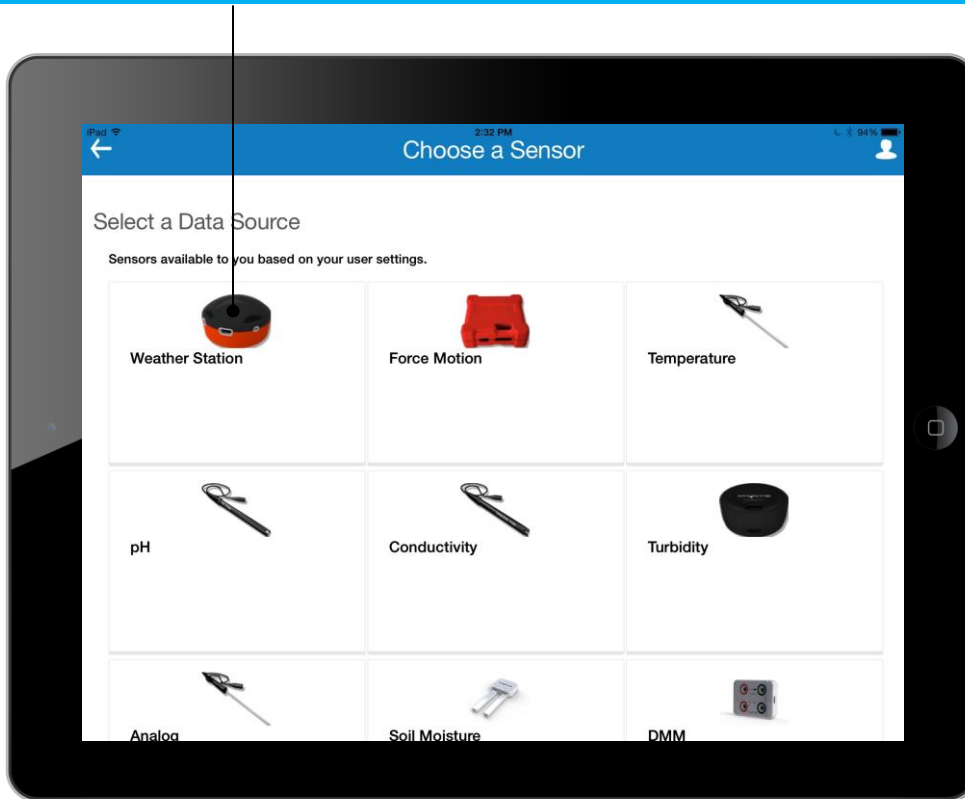 iPad 2:32 PM 94%
Choose a Sensor
Select a Data Source
Sensors available to you based on your user settings.
Weather Station Force Motion Temperature
pH Conductivity Turbidity
Analog Soil Moisture DMM